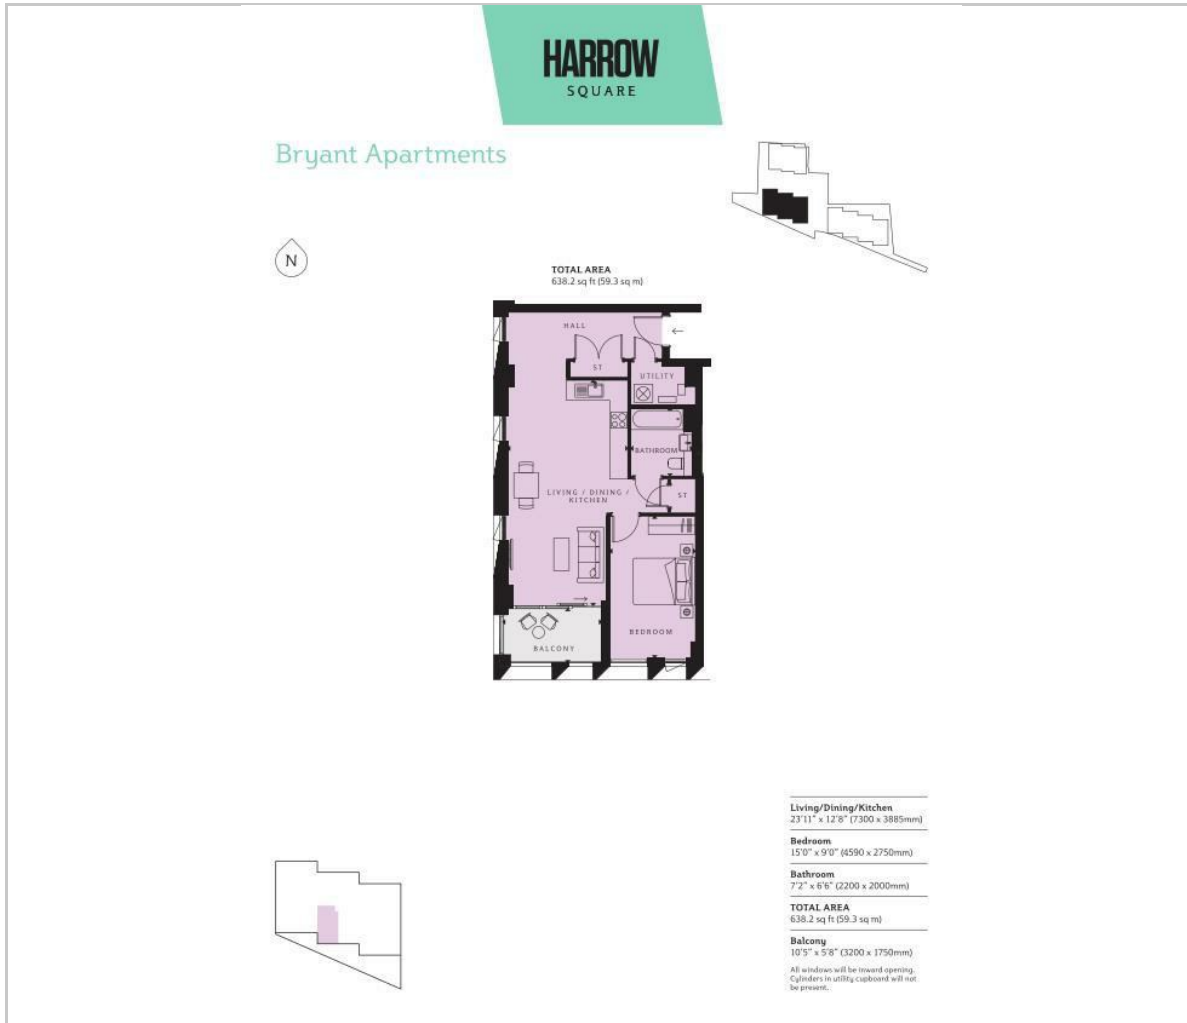 HARROW
SQUARE
Bryant Apartments
N
TOTAL AREA
638.2 sq ft (59.3 sq m)
HALL
ST
UTILITY
BATHROOM
LIVING / DINING /
KITCHEN
ST
BEDROOM
BALCONY
Living/Dining/Kitchen
23'11" x 12'8" (7300 x 3885mm)
Bedroom
15'0" x 9'0" (4590 x 2750mm)
Bathroom
7'2" x 6'6" (2200 x 2000mm)
TOTAL AREA
638.2 sq ft (59.3 sq m)
Balcony
10'5" x 5'8" (3200 x 1750mm)
All windows will be inward opening.
Cylinders in utility cupboard will not
be present.